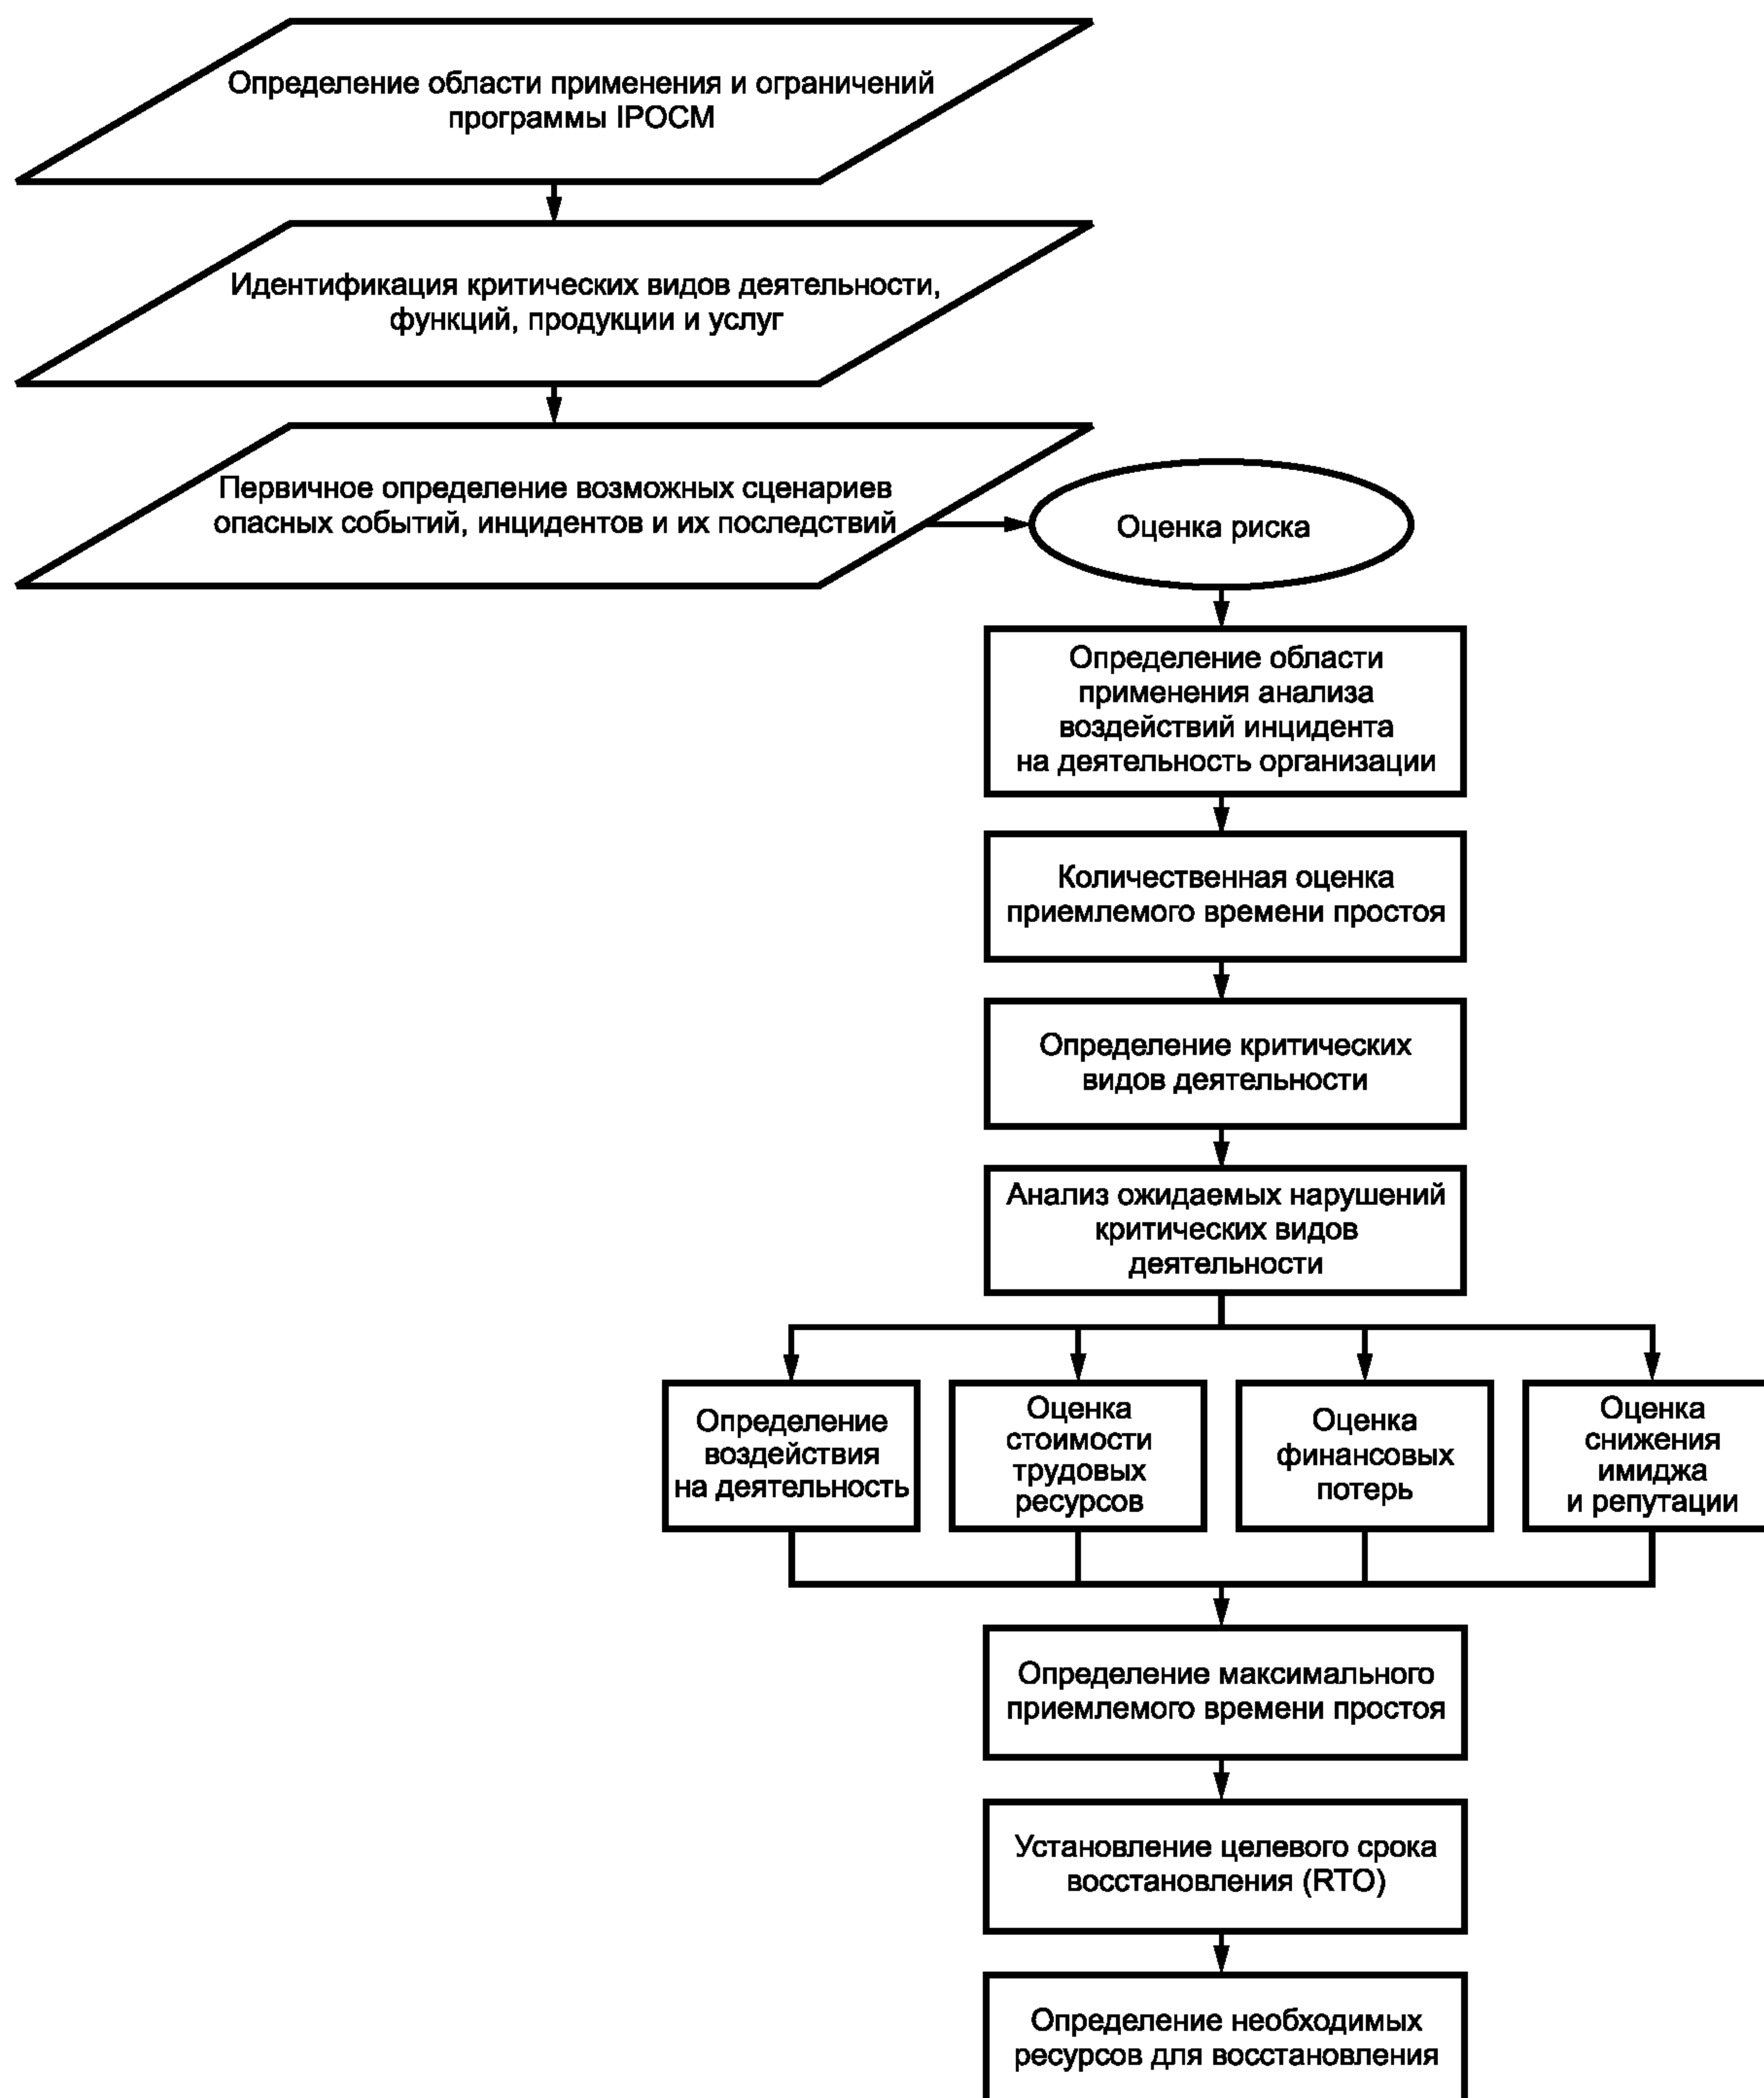 Определение области применения и ограничений
программы IPOCM
Идентификация критических видов деятельности,
функций, продукции и услуг
Первичное определение возможных сценариев
опасных событий, инцидентов и их последствий
Оценка риска
Определение области
применения анализа
воздействий инцидента
на деятельность организации
Количественная оценка
приемлемого времени простоя
Определение критических
видов деятельности
Анализ ожидаемых нарушений
критических видов
деятельности
Определение
воздействия
на деятельность
Оценка
стоимости
трудовых
ресурсов
Оценка
финансовых
потерь
Оценка
снижения
имиджа
и репутации
Определение максимального
приемлемого времени простоя
Установление целевого срока
восстановления (RTO)
Определение необходимых
ресурсов для восстановления